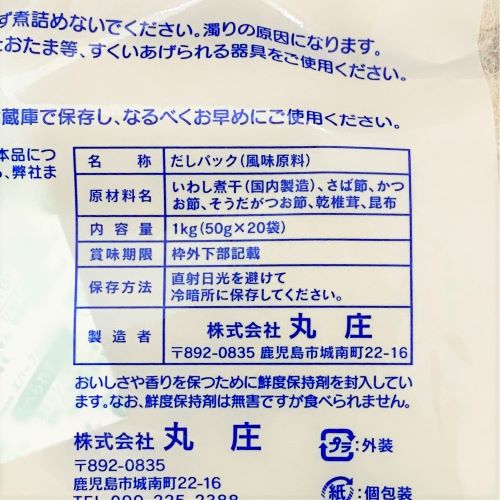 ず煮詰めないでください。濁りの原因になります。
とおたま等、すくいあげられる器具をご使用ください。
蔵庫で保存し、なるべくお早めにご使用ください。
本品につ
、弊社ま
名称 だしパック(風味原料)
原材料名 いわし煮干(国内製造)、さば節、かつ
お節、そうだがつお節、乾椎茸、昆布
内容量 1kg(50g×20袋)
賞味期限 枠外下部記載
保存方法 直射日光を避けて
冷暗所に保存してください。
製造者 株式会社 丸庄
〒892-0835 鹿児島市城南町22-16
おいしさや香りを保つために鮮度保持剤を封入してい
ます。なお、鮮度保持剤は無害ですが食べられません。
株式会社 丸庄
〒892-0835
鹿児島市城南町22-16
TEL 099-225-2388
プラ:外装
紙:個包装